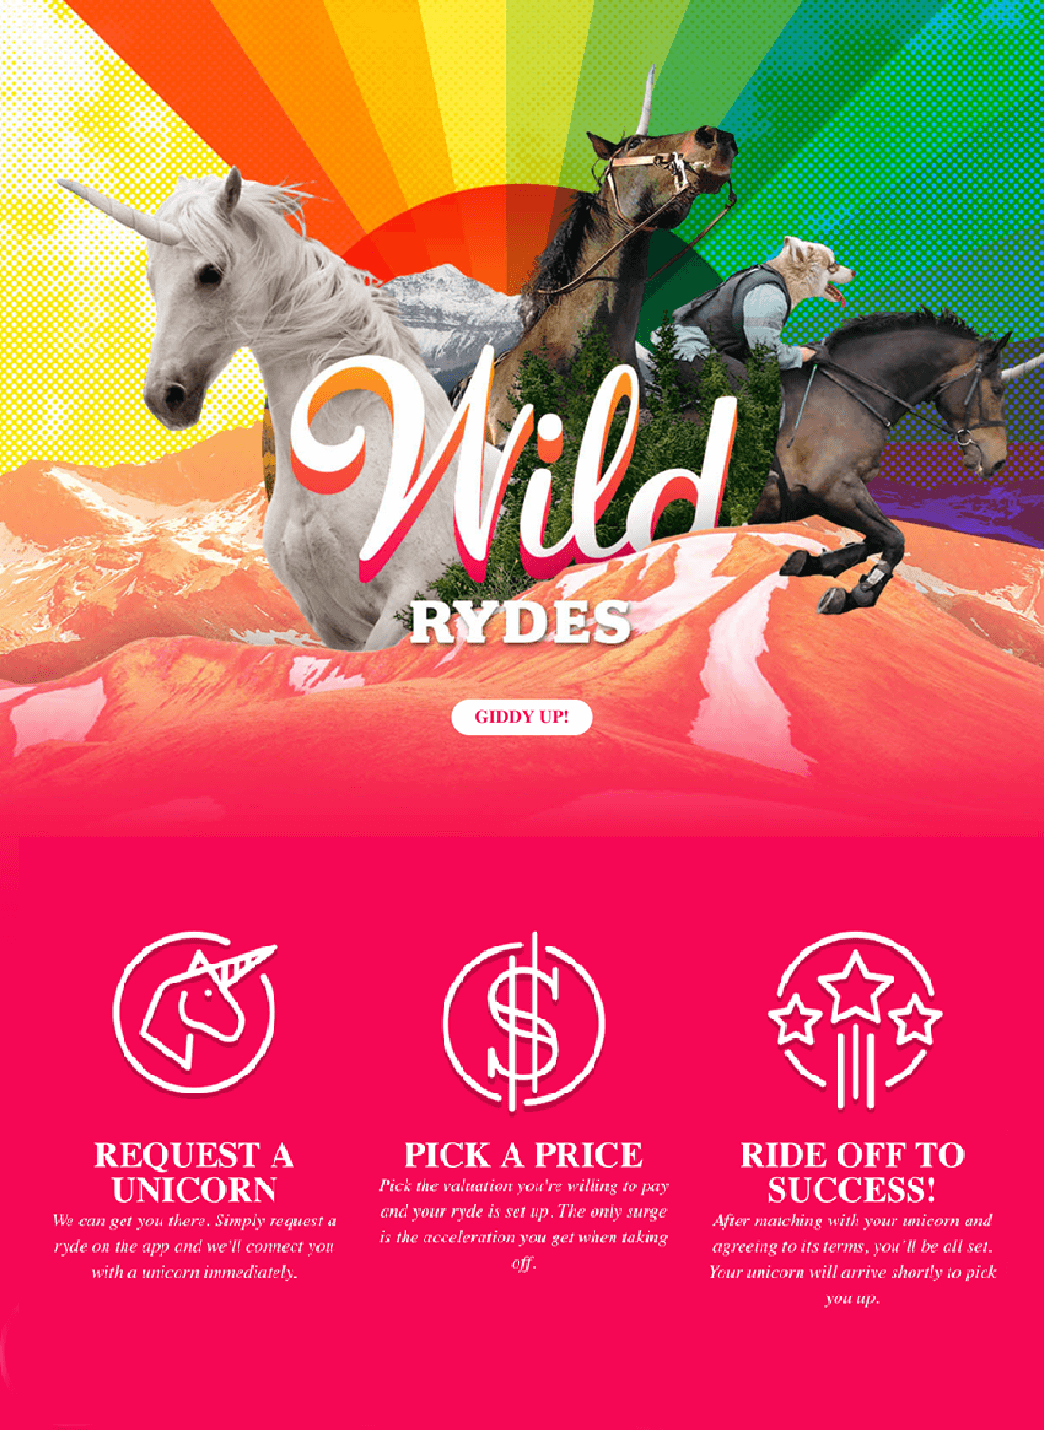 Wild
RYDES
GIDDY UP!
REQUEST A
UNICORN
We can get you there. Simply request a
ryde on the app and we'll connect you
with a unicorn immediately.
PICK A PRICE
Pick the valuation you're willing to pay
and your ryde is set up. The only surge
is the acceleration you get when taking
off.
RIDE OFF TO
SUCCESS!
After matching with your unicorn and
agreeing to its terms, you'll be all set.
Your unicorn will arrive shortly to pick
you up.